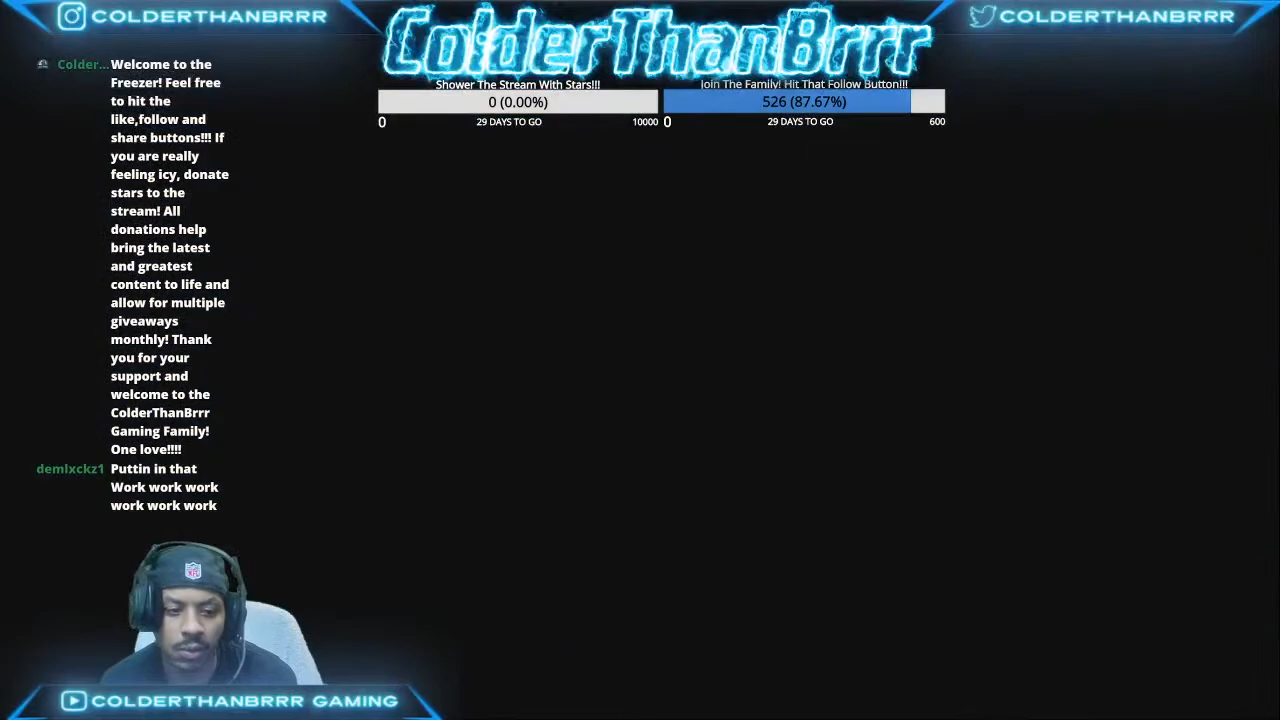 COLDERTHANBRRR
ColderThanBrrr
COLDERTHANBRRR
Shower The Stream With Stars!!!
Join The Family! Hit That Follow Button!!!
0 (0.00%)
526 (87.67%)
0
29 DAYS TO GO
10000
0
29 DAYS TO GO
600
Colder... Welcome to the
Freezer! Feel free
to hit the
like,follow and
share buttons!!! If
you are really
feeling icy, donate
stars to the
stream! All
donations help
bring the latest
and greatest
content to life and
allow for multiple
giveaways
monthly! Thank
you for your
support and
welcome to the
ColderThanBrrr
Gaming Family!
One love!!!!
demlxckz1 Puttin in that
Work work work
work work work
NFL
COLDERTHANBRRR GAMING